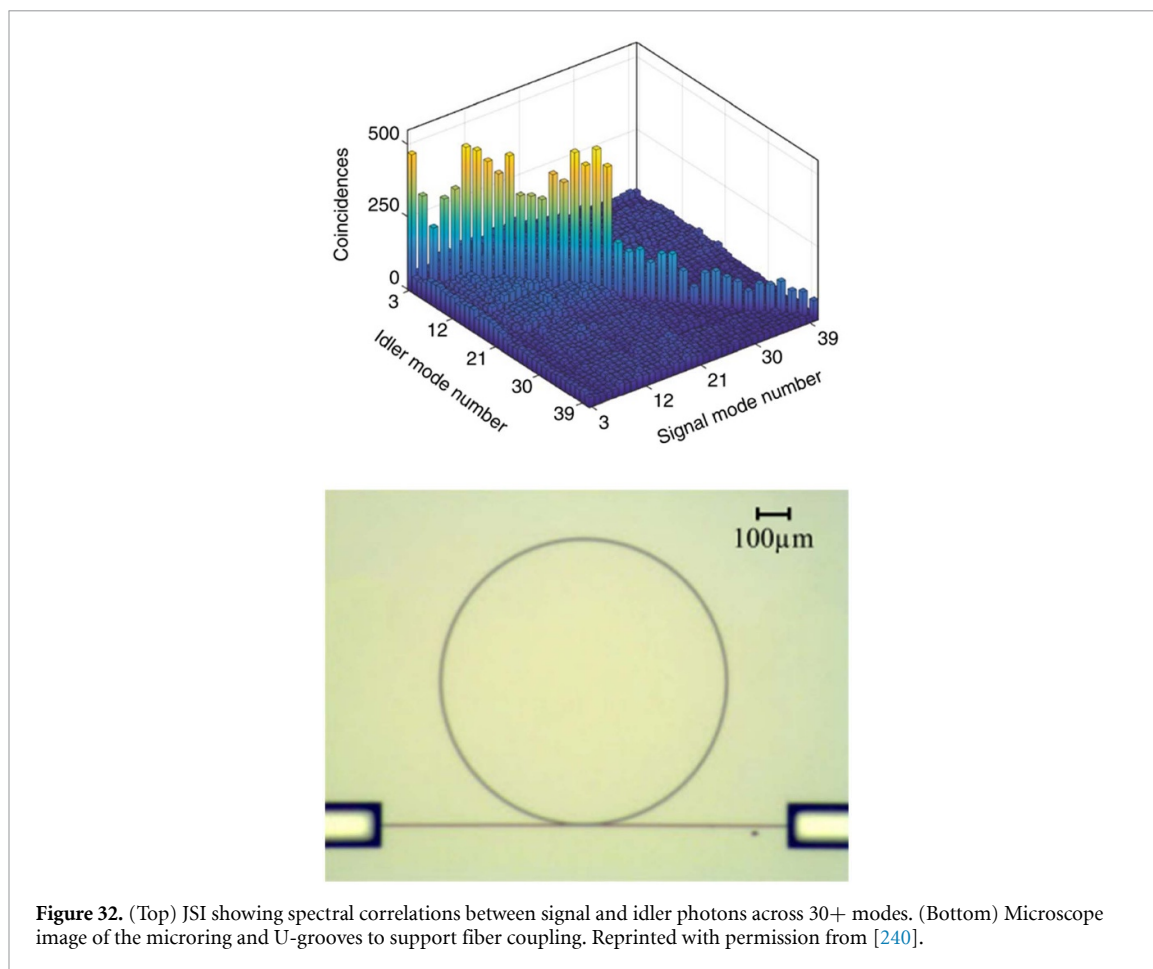 500
250
0
Coincidences
3
12
21
30
39
Idler mode number
3
12
21
30
39
Signal mode number
100μm
Figure 32. (Top) JSI showing spectral correlations between signal and idler photons across 30+ modes. (Bottom) Microscope
image of the microring and U-grooves to support fiber coupling. Reprinted with permission from [240].